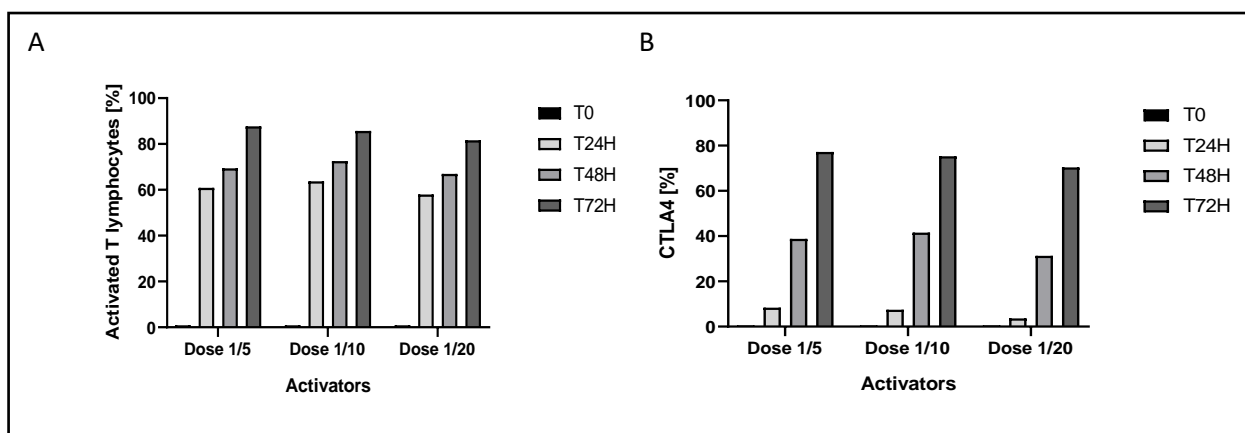 A
Activated T lymphocytes [%]
100
80
60
40
20
0
Dose 1/5 Dose 1/10 Dose 1/20
Activators
T0
T24H
T48H
T72H
B
CTLA4 [%]
100
80
60
40
20
0
Dose 1/5 Dose 1/10 Dose 1/20
Activators
T0
T24H
T48H
T72H